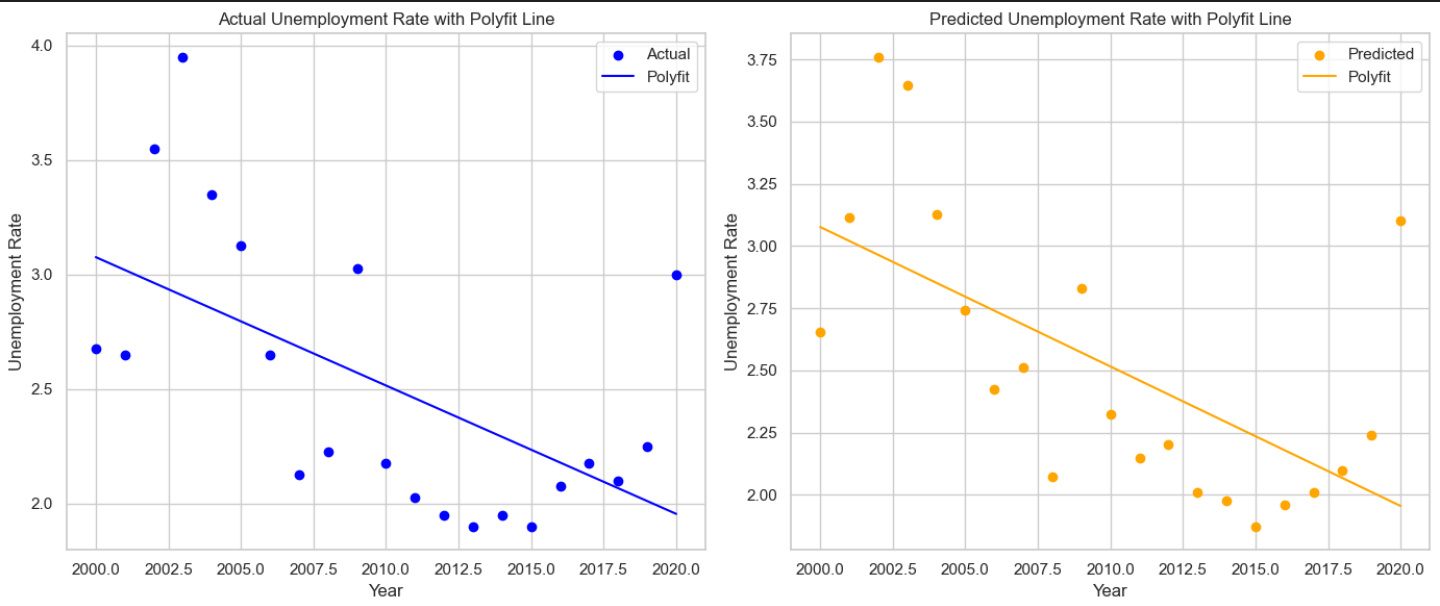 Actual Unemployment Rate with Polyfit Line
4.0
3.5
3.0
2.5
2.0
Unemployment Rate
Actual
Polyfit
2000.0 2002.5 2005.0 2007.5 2010.0 2012.5 2015.0 2017.5 2020.0
Year
Predicted Unemployment Rate with Polyfit Line
3.75
3.50
3.25
3.00
2.75
2.50
2.25
2.00
Unemployment Rate
Predicted
Polyfit
2000.0 2002.5 2005.0 2007.5 2010.0 2012.5 2015.0 2017.5 2020.0
Year